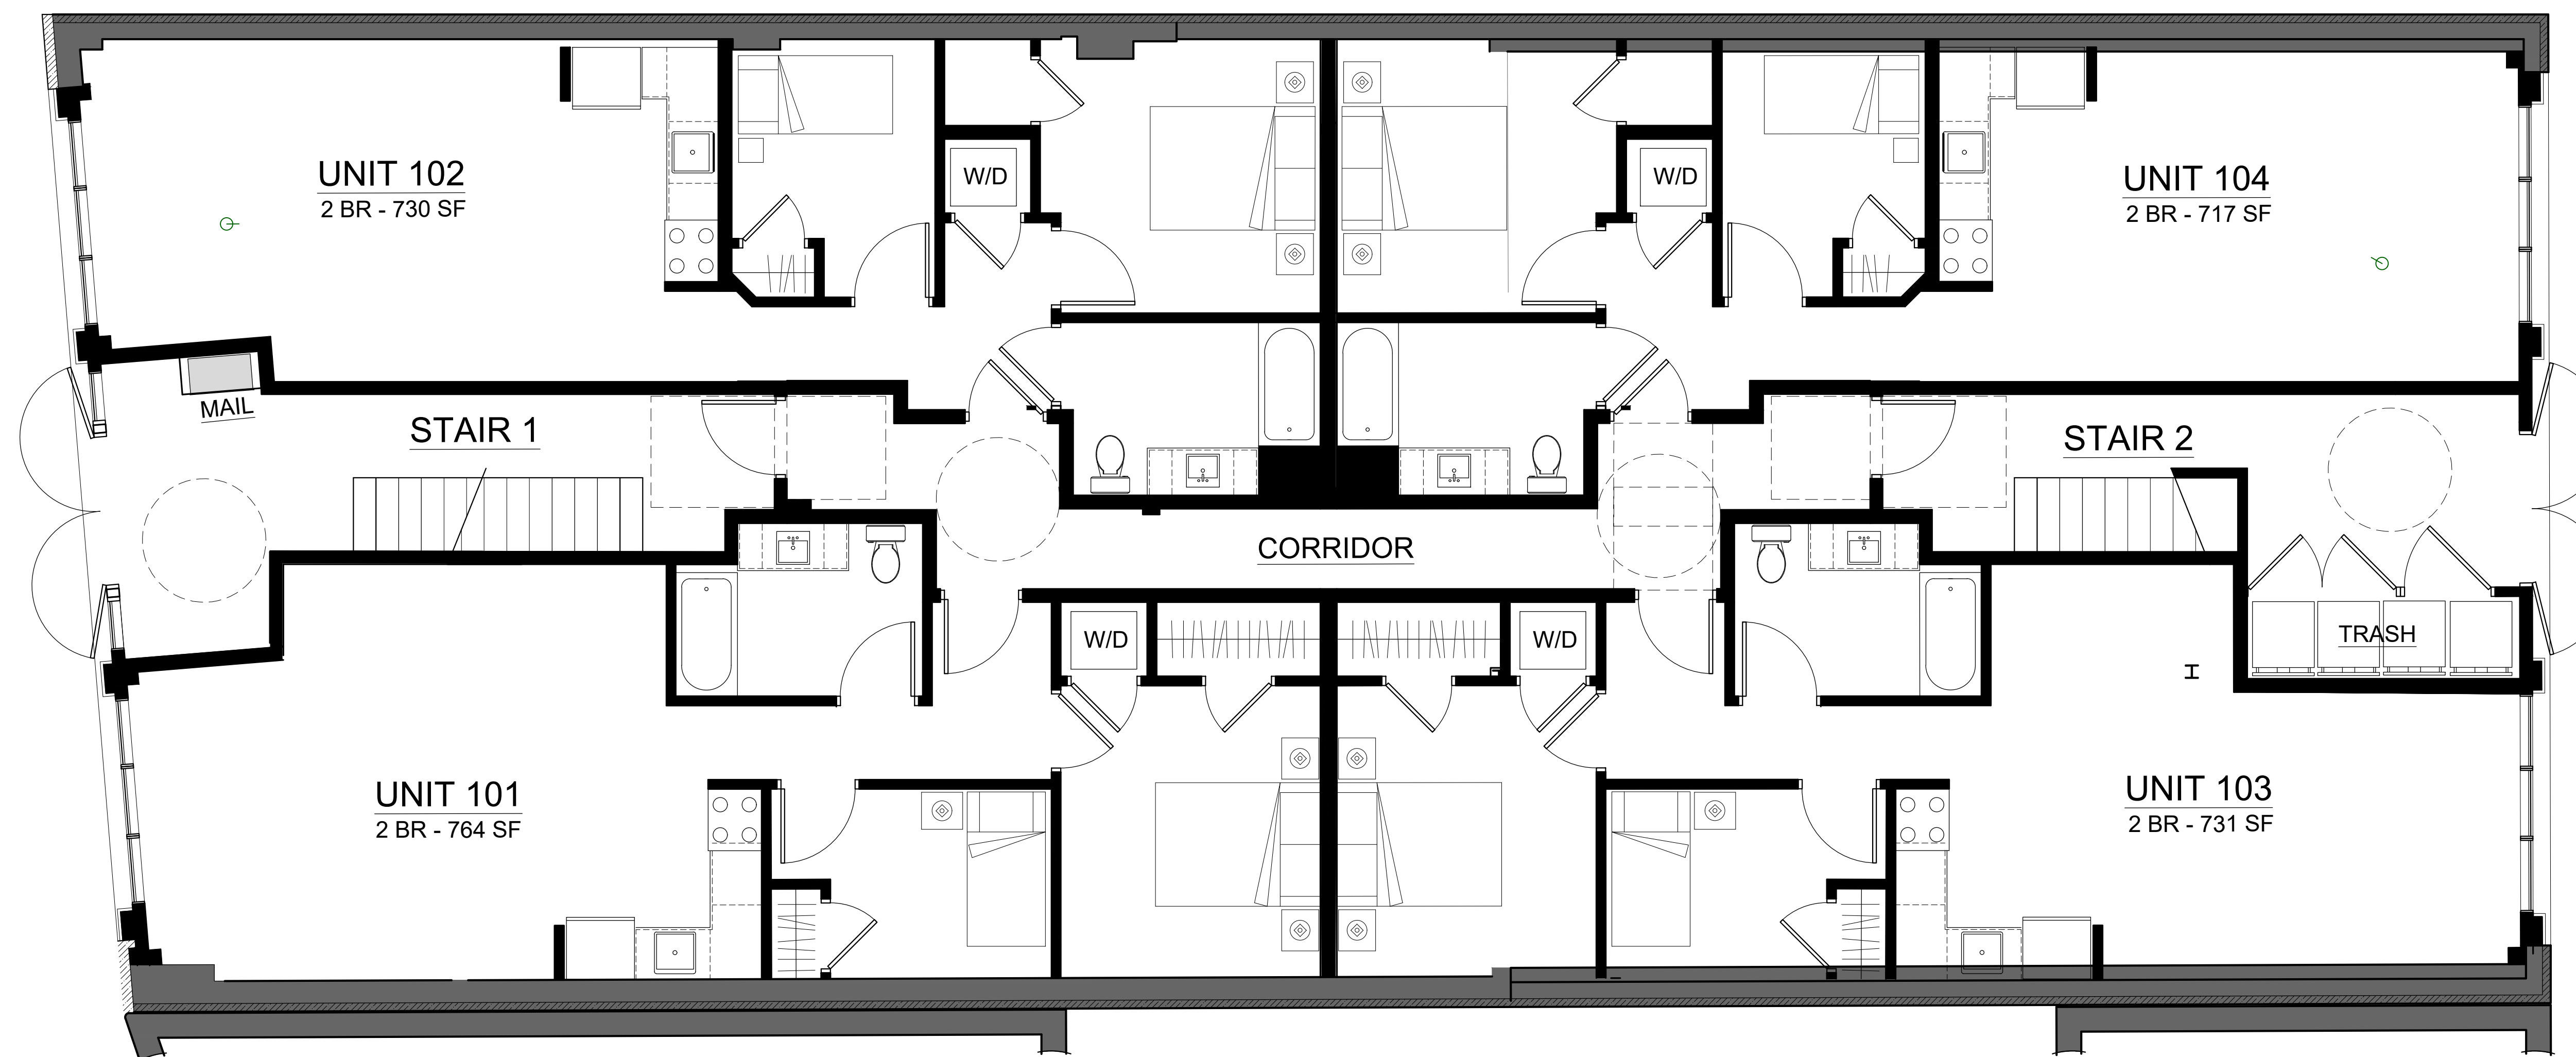 UNIT 102
2 BR - 730 SF
W/D
W/D
UNIT 104
2 BR - 717 SF
MAIL
STAIR 1
STAIR 2
CORRIDOR
W/D
W/D
TRASH
UNIT 101
2 BR - 764 SF
UNIT 103
2 BR - 731 SF